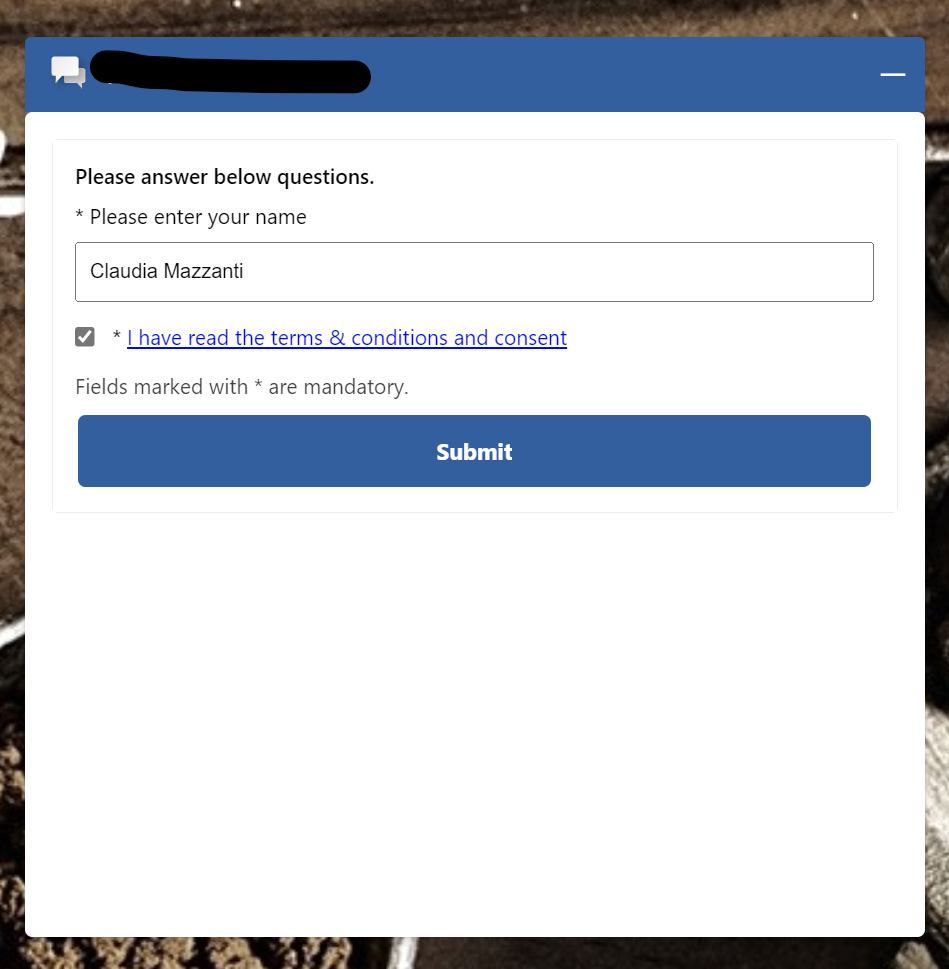 Please answer below questions.
* Please enter your name
Claudia Mazzanti
* I have read the terms & conditions and consent
Fields marked with * are mandatory.
Submit